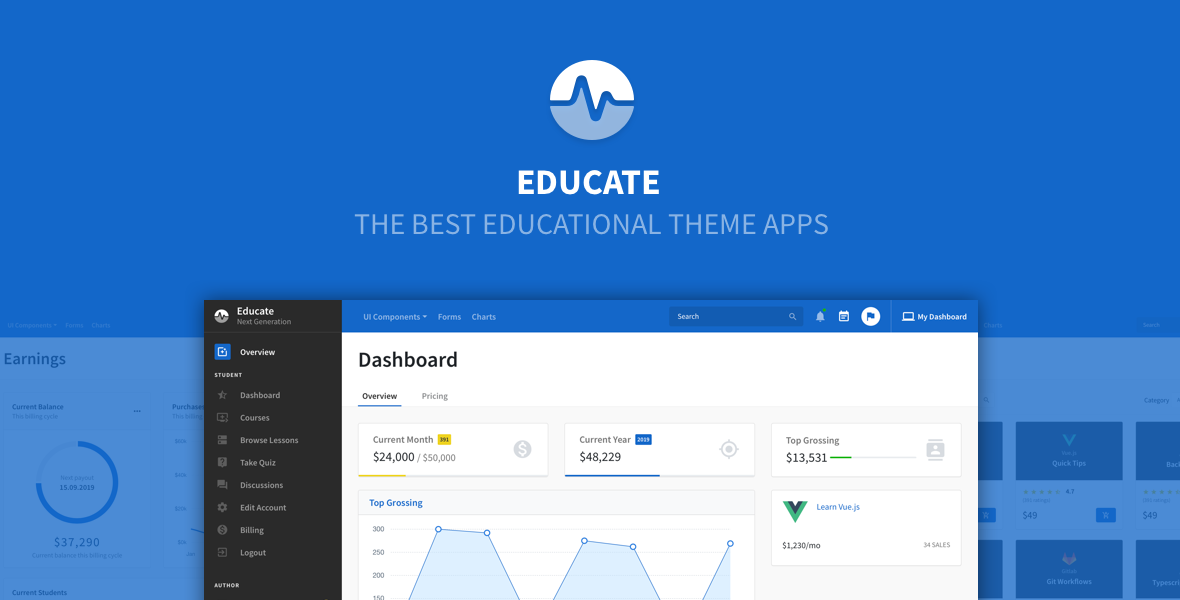 EDUCATE
THE BEST EDUCATIONAL THEME APPS
Educate
Next Generation
Overview
STUDENT
Dashboard
Courses
Browse Lessons
Take Quiz
Discussions
Edit Account
Billing
Logout
AUTHOR
UI Components
Forms
Charts
Search
My Dashboard
Dashboard
Overview
Pricing
Current Month 391
$24,000 / $50,000
Current Year 2019
$48,229
Top Grossing
$13,531
Top Grossing
300
250
200
150
Learn Vue.js
$1,230/mo
34 SALES
UI Components
Forms
Charts
Earnings
Current Balance
This billing cycle
Next payout
15.09.2019
$37,290
Current balance this billing cycle
Current Students
Charts
Search
Category
Vue.js
Quick Tips
4.7
$49
$49
Git Workflows